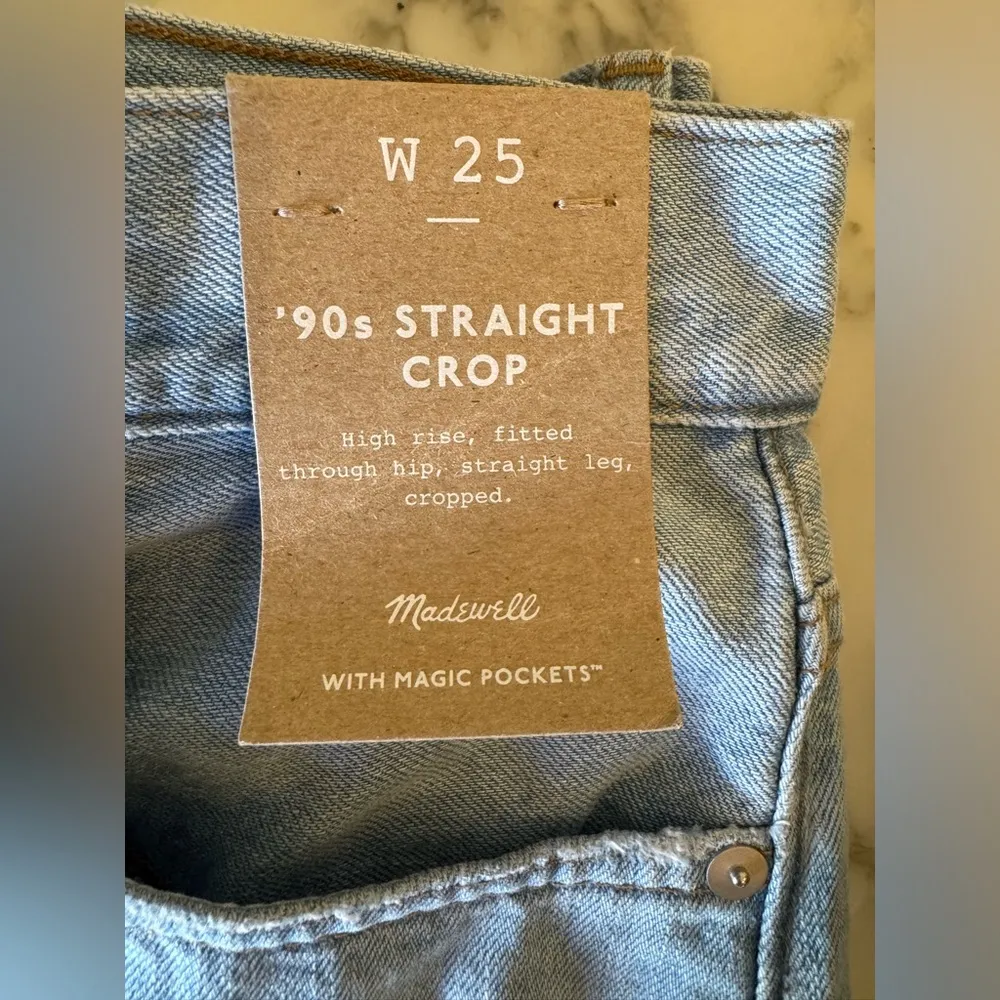 W 25
'90s STRAIGHT
CROP
High rise, fitted
through hip, straight leg,
cropped.
Madewell
WITH MAGIC POCKETS™